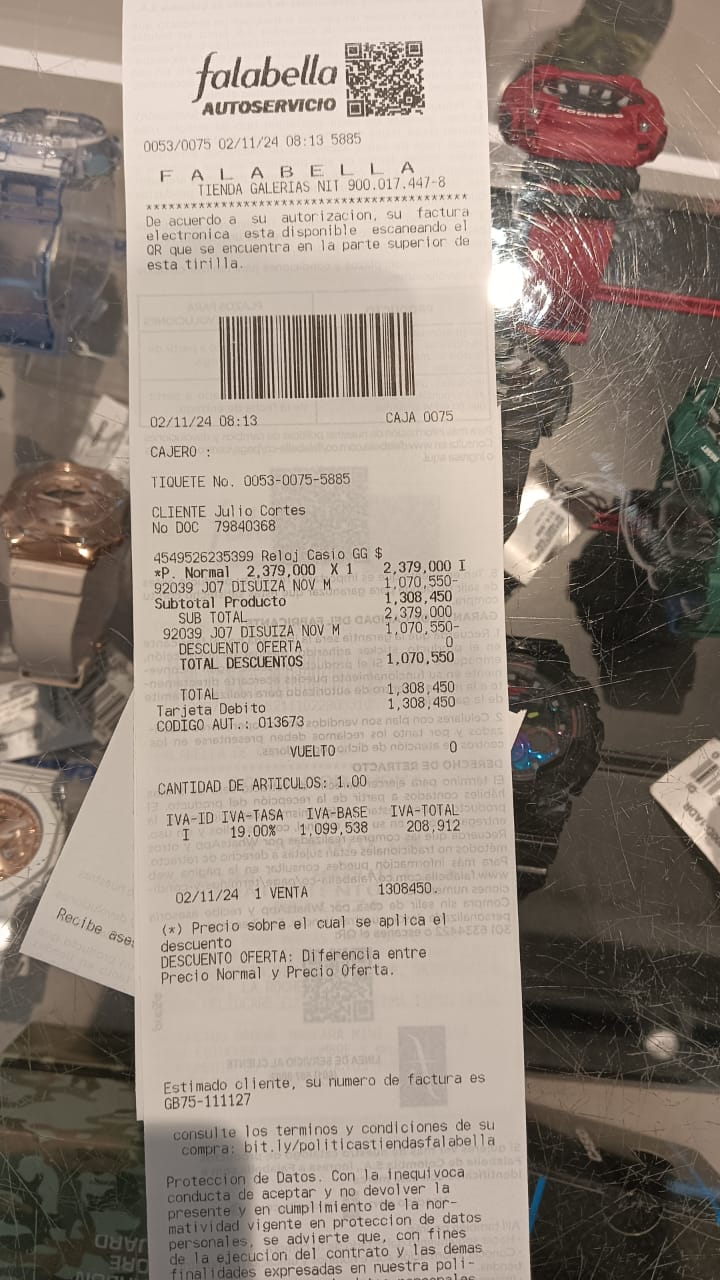 falabella
AUTOSERVICIO
0053/0075 02/11/24 08:13 5885
F A L A B E L L A
TIENDA GALERIAS NIT 900.017.447-8
****************************************
De acuerdo a su autorizacion, su factura
electronica esta disponible escaneando el
QR que se encuentra en la parte superior de
esta tirilla.
02/11/24 08:13 CAJA 0075
CAJERO :
TIQUETE No. 0053-0075-5885
CLIENTE Julio Cortes
No DOC 79840368
4549526235399 Reloj Casio GG $
*P. Normal 2,379,000 X 1 2,379,000 I
92039 J07 DISUIZA NOV M 1,070,550-
Subtotal Producto 1,308,450
SUB TOTAL 2,379,000
92039 J07 DISUIZA NOV M 1,070,550-
DESCUENTO OFERTA 0
TOTAL DESCUENTOS 1,070,550
TOTAL 1,308,450
Tarjeta Debito 1,308,450
CODIGO AUT.: 013673
VUELTO 0
CANTIDAD DE ARTICULOS: 1.00
IVA-ID IVA-TASA IVA-BASE IVA-TOTAL
I 19.00% 1,099,538 208,912
02/11/24 1 VENTA 1308450.
(*) Precio sobre el cual se aplica el
descuento
DESCUENTO OFERTA: Diferencia entre
Precio Normal y Precio Oferta.
Estimado cliente, su numero de factura es
GB75-111127
consulte los terminos y condiciones de su
compra: bit.ly/politicastiendasfalabella
Proteccion de Datos. Con la inequivoca
conducta de aceptar y no devolver la
presente y en cumplimiento de la nor-
matividad vigente en proteccion de datos
personales, se advierte que, con fines
de la ejecucion del contrato y las demas
finalidades expresadas en nuestra poli-
Recibe ase